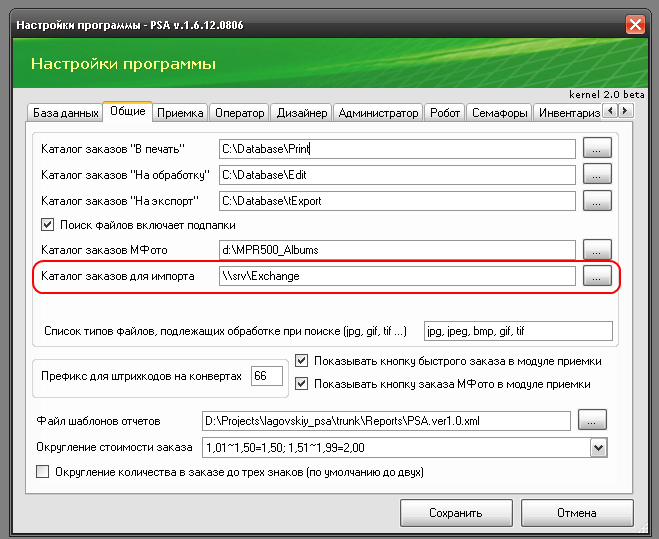 Настройки программы - PSA v.1.6.12.0806
Настройки программы
kernel 2.0 beta
База данных Общие Приемка Оператор Дизайнер Администратор Робот Семафоры Инвентариз
Каталог заказов "В печать" C:\Database\Print ...
Каталог заказов "На обработку" C:\Database\Edit ...
Каталог заказов "На экспорт" C:\Database\tExport ...
Поиск файлов включает подпапки
Каталог заказов МФото d:\MPR500_Albums ...
Каталог заказов для импорта \\srv\Exchange ...
Список типов файлов, подлежащих обработке при поиске (jpg, gif, tif ...) jpg, jpeg, bmp, gif, tif
Показывать кнопку быстрого заказа в модуле приемки
Префикс для штрихкодов на конвертах 66
Показывать кнопку заказа МФото в модуле приемки
Файл шаблонов отчетов D:\Projects\lagovskiy_psa\trunk\Reports\PSA.ver1.0.xml ...
Округление стоимости заказа 1,01~1,50=1,50; 1,51~1,99=2,00
Округление количества в заказе до трех знаков (по умолчанию до двух)
Сохранить Отмена